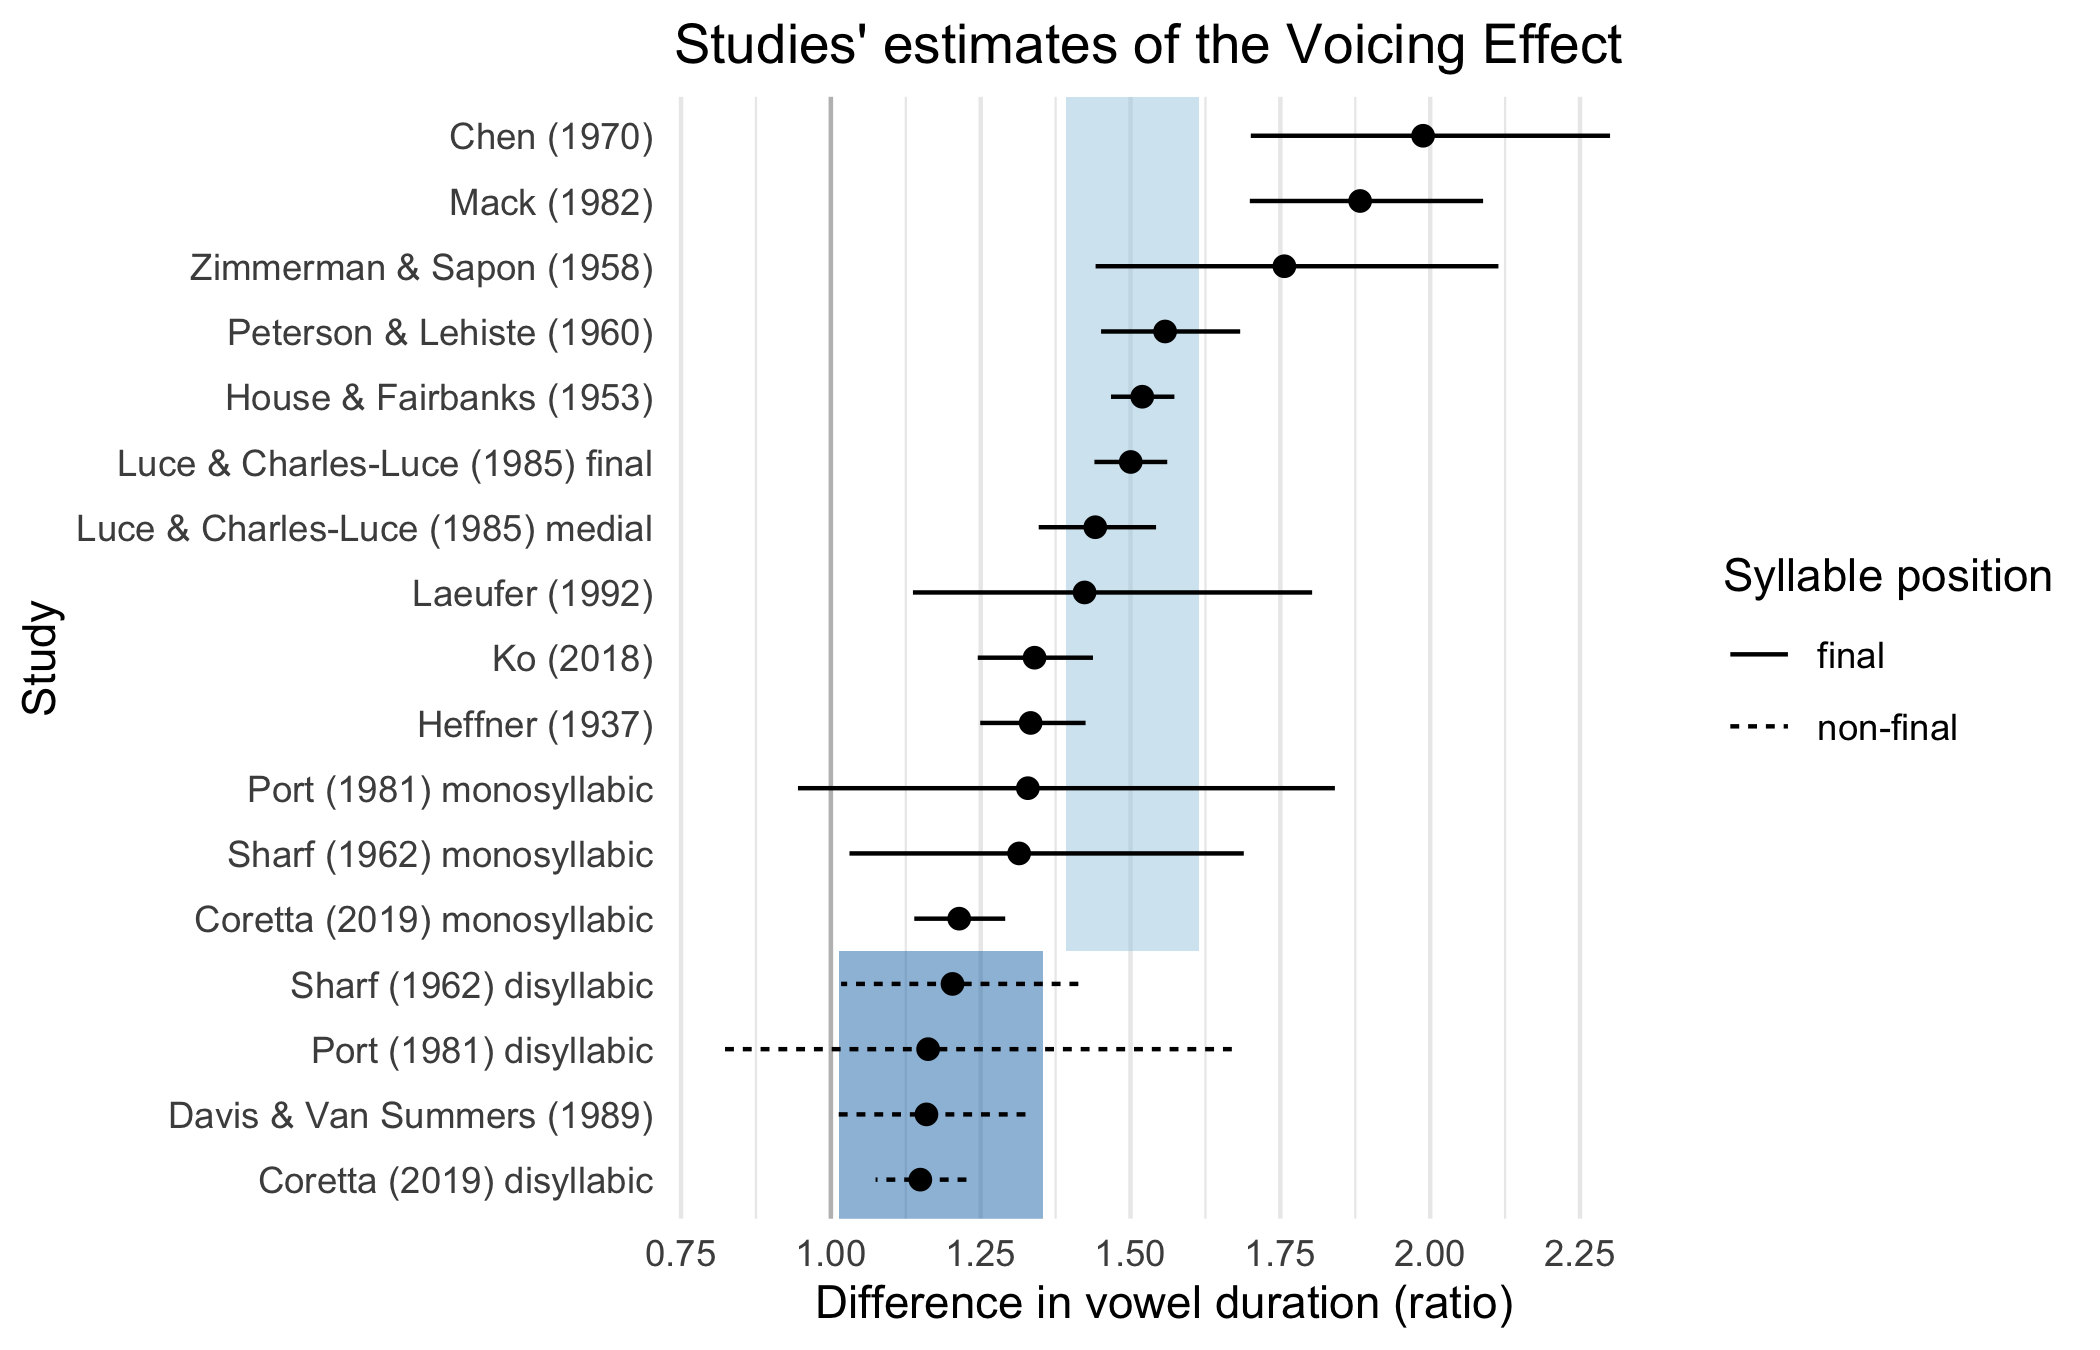 Studies' estimates of the Voicing Effect
Study
Chen (1970)
Mack (1982)
Zimmerman & Sapon (1958)
Peterson & Lehiste (1960)
House & Fairbanks (1953)
Luce & Charles-Luce (1985) final
Luce & Charles-Luce (1985) medial
Laeufer (1992)
Ko (2018)
Heffner (1937)
Port (1981) monosyllabic
Sharf (1962) monosyllabic
Coretta (2019) monosyllabic
Sharf (1962) disyllabic
Port (1981) disyllabic
Davis & Van Summers (1989)
Coretta (2019) disyllabic
0.75 1.00 1.25 1.50 1.75 2.00 2.25
Difference in vowel duration (ratio)
Syllable position
final
non-final